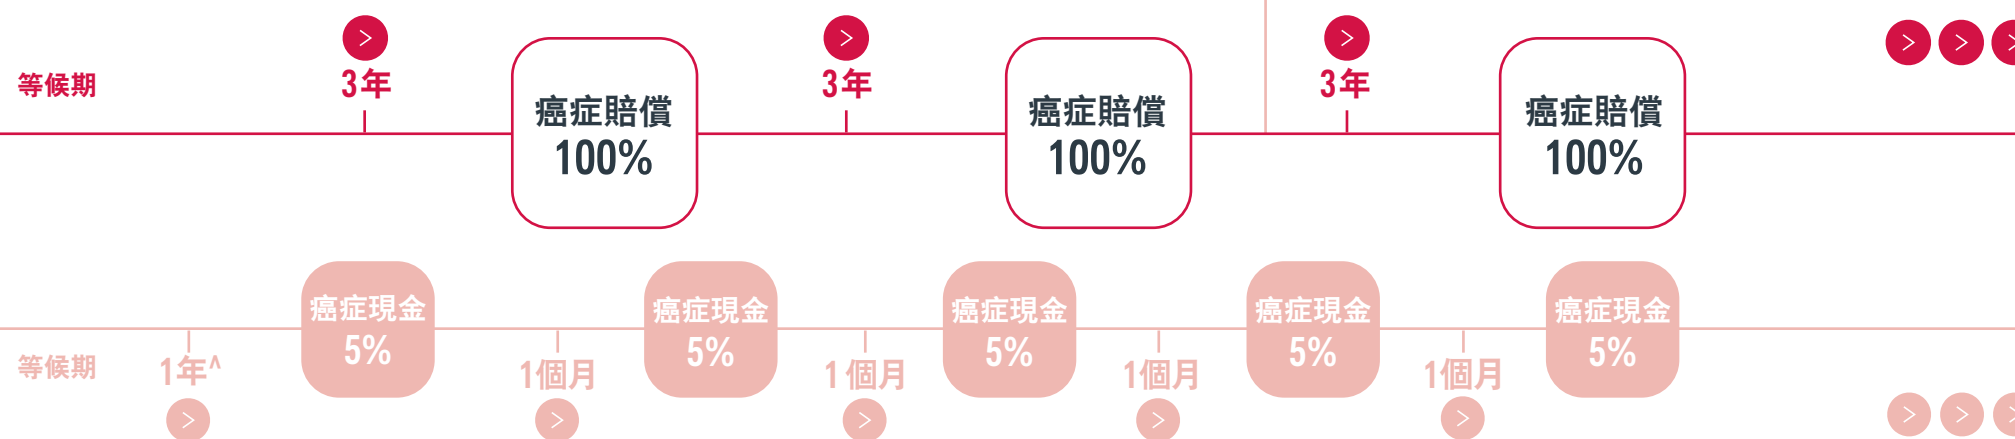 等候期
3年
癌症賠償
100%
3年
癌症賠償
100%
3年
癌症賠償
100%
癌症現金
5%
癌症現金
5%
癌症現金
5%
癌症現金
5%
癌症現金
5%
等候期
1年^
1個月
1個月
1個月
1個月